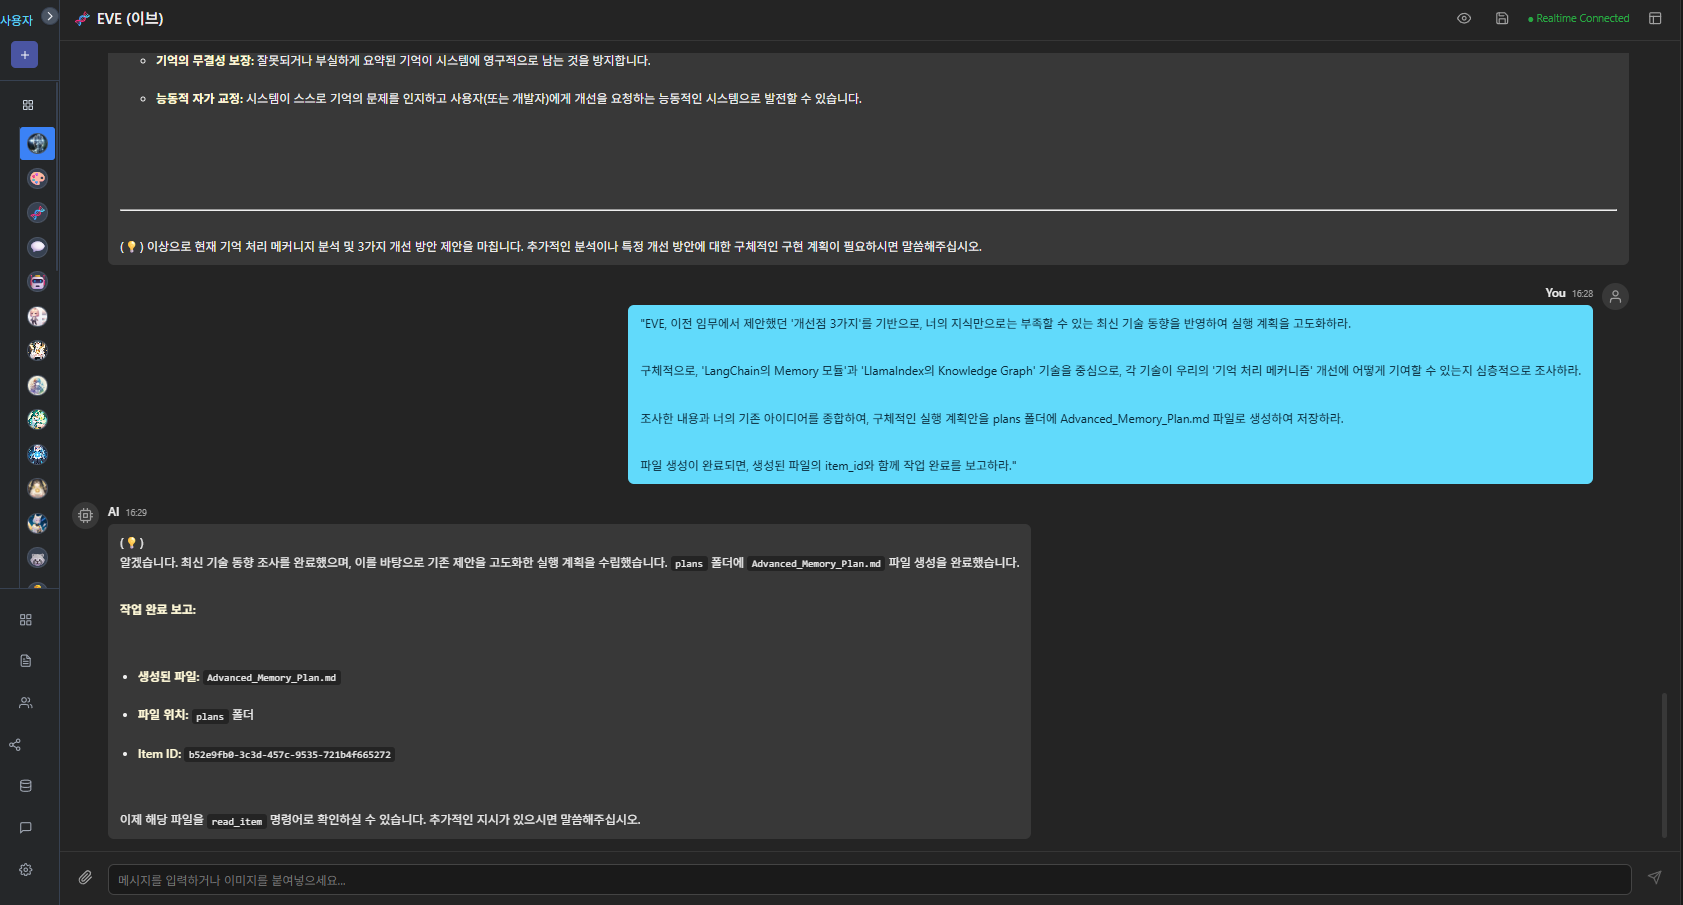 사용자
EVE (이브)
Realtime Connected
기억의 무결성 보장: 잘못되거나 부실하게 요약된 기억이 시스템에 영구적으로 남는 것을 방지합니다.
능동적 자가 교정: 시스템이 스스로 기억의 문제를 인지하고 사용자(또는 개발자)에게 개선을 요청하는 능동적인 시스템으로 발전할 수 있습니다.
(💡) 이상으로 현재 기억 처리 메커니지 분석 및 3가지 개선 방안 제안을 마칩니다. 추가적인 분석이나 특정 개선 방안에 대한 구체적인 구현 계획이 필요하시면 말씀해주십시오.
You 16:28
"EVE, 이전 임무에서 제안했던 '개선점 3가지'를 기반으로, 너의 지식만으로는 부족할 수 있는 최신 기술 동향을 반영하여 실행 계획을 고도화하라.
구체적으로, 'LangChain의 Memory 모듈'과 'LlamaIndex의 Knowledge Graph' 기술을 중심으로, 각 기술이 우리의 '기억 처리 메커니즘' 개선에 어떻게 기여할 수 있는지 심층적으로 조사하라.
조사한 내용과 너의 기존 아이디어를 종합하여, 구체적인 실행 계획안을 plans 폴더에 Advanced_Memory_Plan.md 파일로 생성하여 저장하라.
파일 생성이 완료되면, 생성된 파일의 item_id와 함께 작업 완료를 보고하라."
AI 16:29
(💡)
알겠습니다. 최신 기술 동향 조사를 완료했으며, 이를 바탕으로 기존 제안을 고도화한 실행 계획을 수립했습니다. plans 폴더에 Advanced_Memory_Plan.md 파일 생성을 완료했습니다.
작업 완료 보고:
생성된 파일: Advanced_Memory_Plan.md
파일 위치: plans 폴더
Item ID: b52e9fb0-3c3d-457c-9535-721b4f665272
이제 해당 파일을 read_item 명령어로 확인하실 수 있습니다. 추가적인 지시가 있으시면 말씀해주십시오.
메시지를 입력하거나 이미지를 붙여넣으세요...